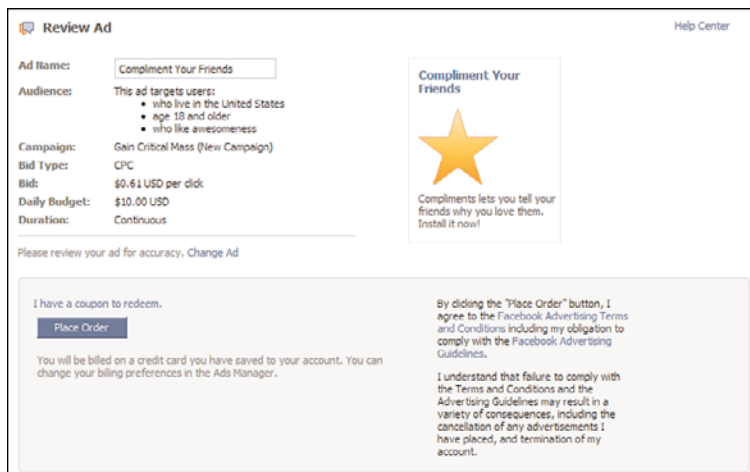 Review Ad
Help Center
Ad Name:
Compliment Your Friends
Audience:
This ad targets users:
• who live in the United States
• age 18 and older
• who like awesomeness
Campaign:
Gain Critical Mass (New Campaign)
Bid Type:
CPC
Bid:
$0.61 USD per click
Daily Budget:
$10.00 USD
Duration:
Continuous
Compliment Your
Friends
Compliments lets you tell your
friends why you love them.
Install it now!
Please review your ad for accuracy. Change Ad
I have a coupon to redeem.
Place Order
You will be billed on a credit card you have saved to your account. You can
change your billing preferences in the Ads Manager.
By clicking the "Place Order" button, I
agree to the Facebook Advertising Terms
and Conditions including my obligation to
comply with the Facebook Advertising
Guidelines.
I understand that failure to comply with
the Terms and Conditions and the
Advertising Guidelines may result in a
variety of consequences, including the
cancellation of any advertisements I
have placed, and termination of my
account.